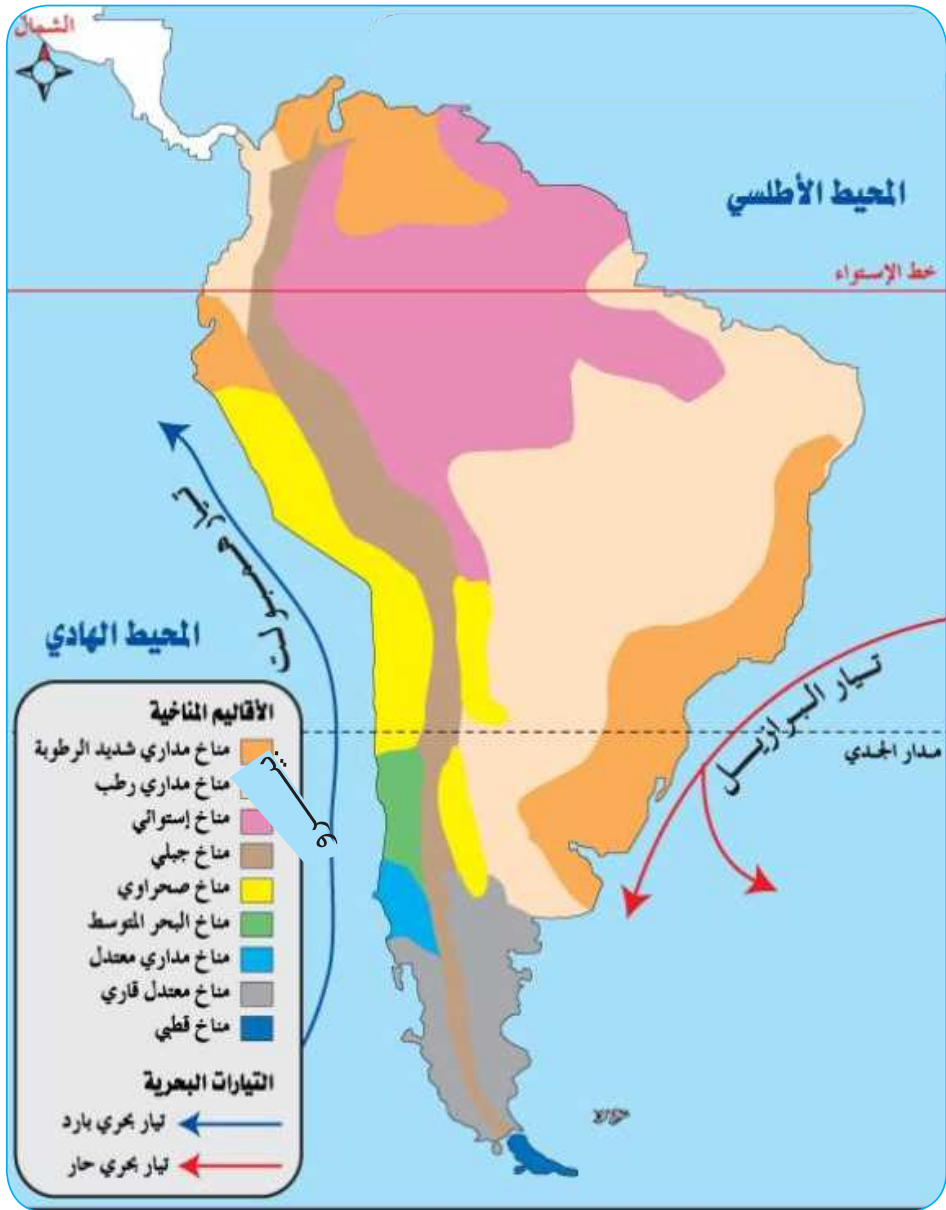 الشمال
المحيط الأطلسي
خط الإستواء
تيار همبولت
المحيط الهادي
تيار البرازيل
مدار الجدي
الأقاليم المناخية
مناخ مداري شديد الرطوبة
مناخ مداري رطب
مناخ إستوائي
مناخ جبلي
مناخ صحراوي
مناخ البحر المتوسط
مناخ مداري معتدل
مناخ معتدل قاري
مناخ قطبي
التيارات البحرية
تيار بحري بارد
تيار بحري حار